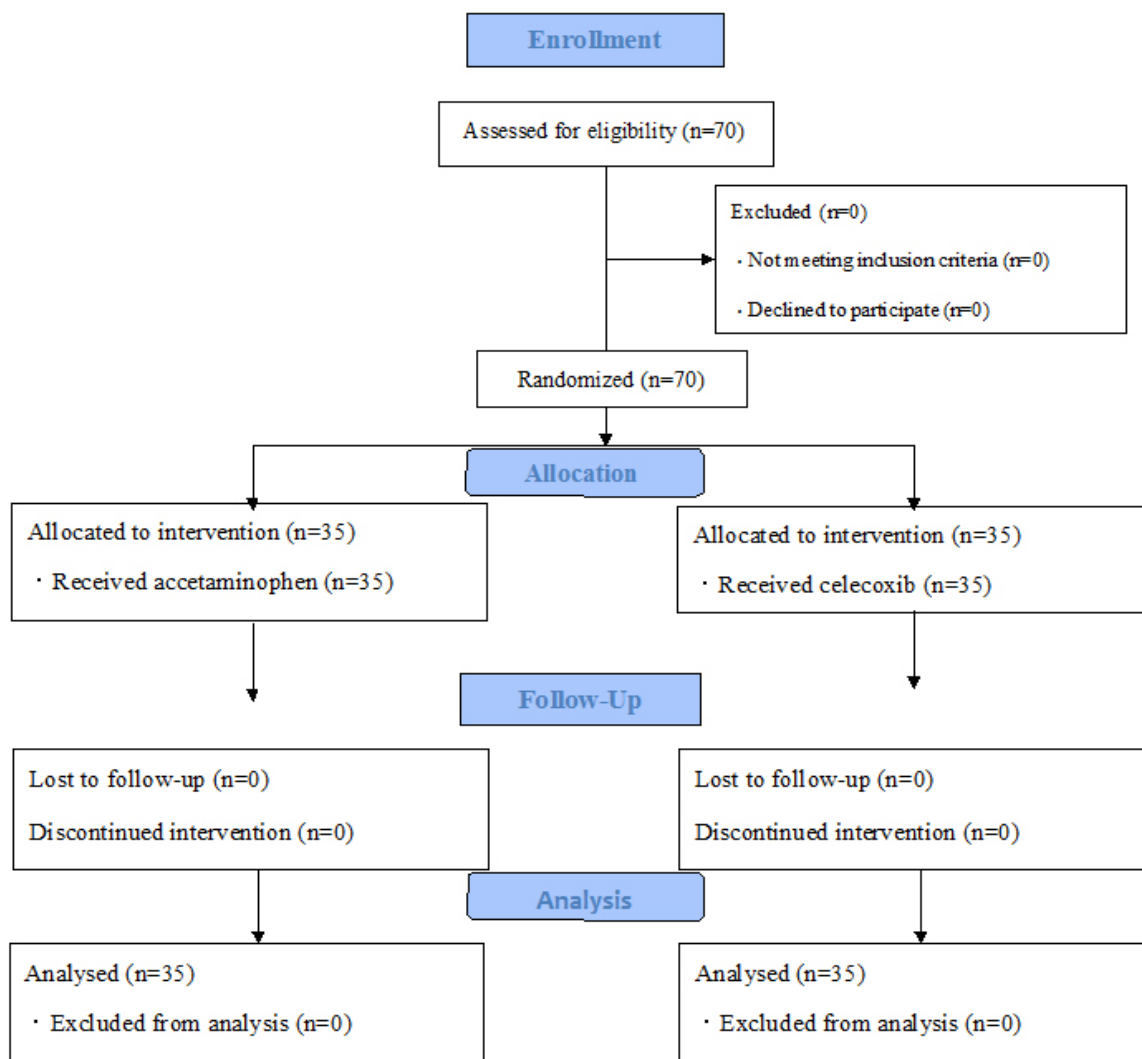 Enrollment
Assessed for eligibility (n=70)
Excluded (n=0)
· Not meeting inclusion criteria (n=0)
· Declined to participate (n=0)
Randomized (n=70)
Allocation
Allocated to intervention (n=35)
· Received accetaminophen (n=35)
Allocated to intervention (n=35)
· Received celecoxib (n=35)
Follow-Up
Lost to follow-up (n=0)
Discontinued intervention (n=0)
Lost to follow-up (n=0)
Discontinued intervention (n=0)
Analysis
Analysed (n=35)
· Excluded from analysis (n=0)
Analysed (n=35)
· Excluded from analysis (n=0)